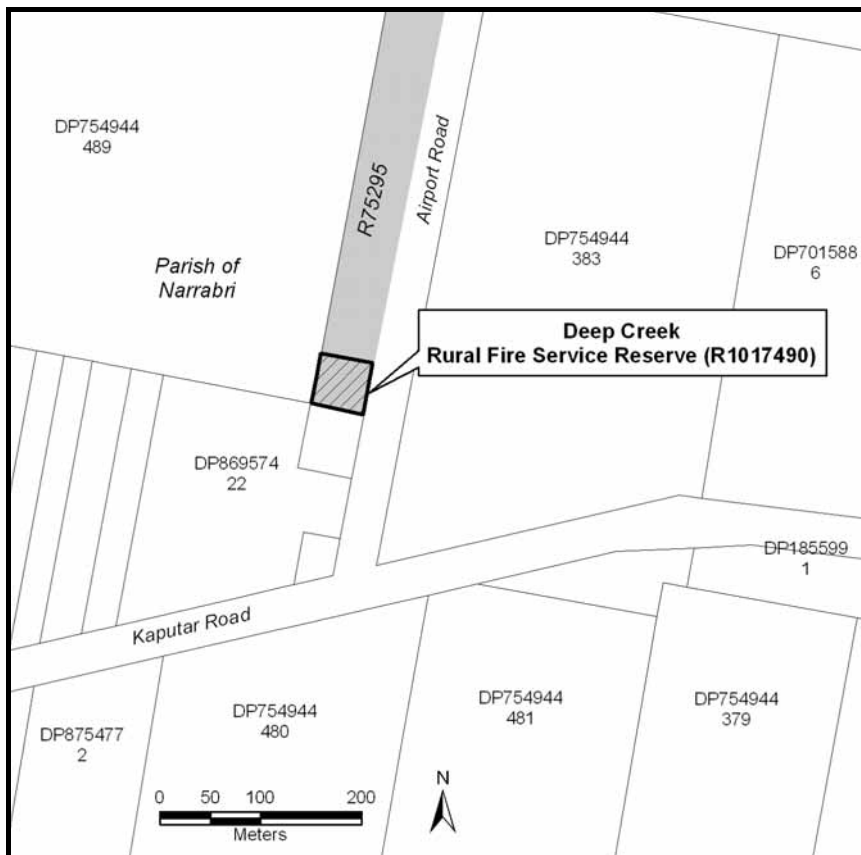 DP754944
489
R75295
Airport Road
DP754944
383
DP701588
6
Parish of
Narrabri
Deep Creek
Rural Fire Service Reserve (R1017490)
DP869574
22
DP185599
1
Kaputar Road
DP754944
480
DP754944
481
DP754944
379
DP875477
2
N
0 50 100 200
Meters